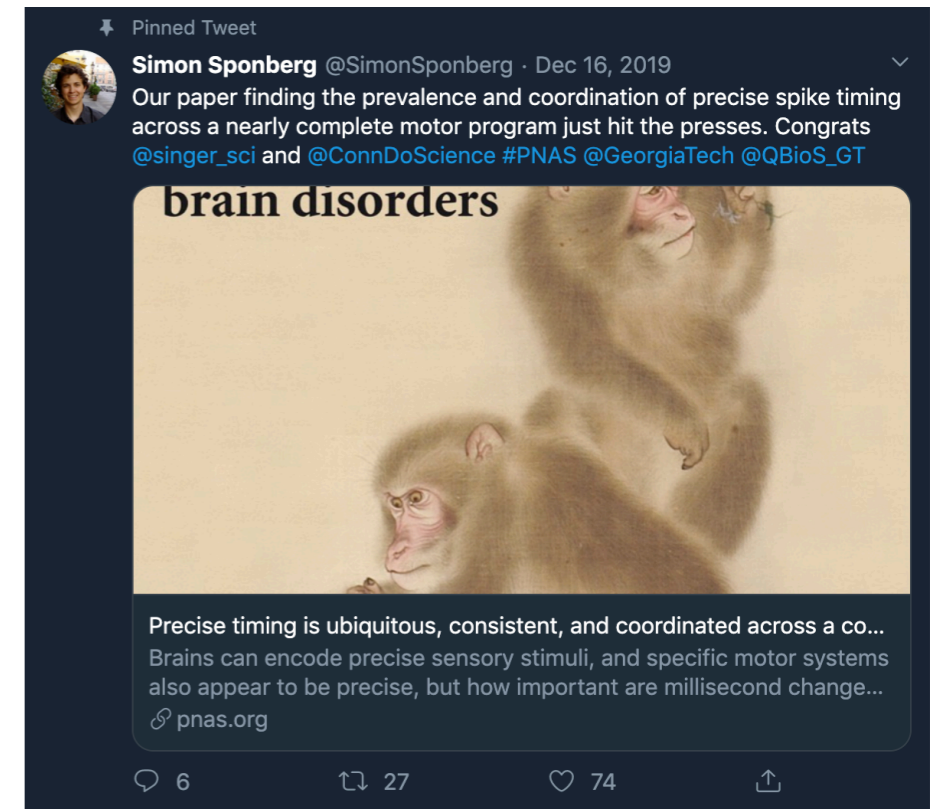 Pinned Tweet
Simon Sponberg @SimonSponberg · Dec 16, 2019
Our paper finding the prevalence and coordination of precise spike timing
across a nearly complete motor program just hit the presses. Congrats
@singer_sci and @ConnDoScience #PNAS @GeorgiaTech @QBioS_GT
brain disorders
Precise timing is ubiquitous, consistent, and coordinated across a co...
Brains can encode precise sensory stimuli, and specific motor systems
also appear to be precise, but how important are millisecond change...
pnas.org
6 27 74